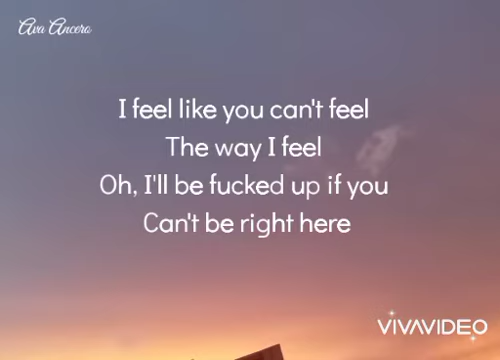 Ava Ancero
I feel like you can't feel
The way I feel
Oh, I'll be fucked up if you
Can't be right here
VIVAVIDEO